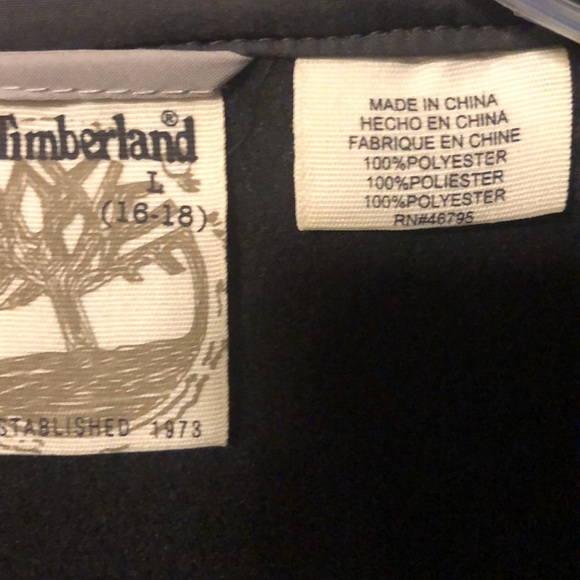 Timberland®
L
(16-18)
ESTABLISHED 1973
MADE IN CHINA
HECHO EN CHINA
FABRIQUE EN CHINE
100%POLYESTER
100%POLIESTER
100%POLYESTER
RN#46795